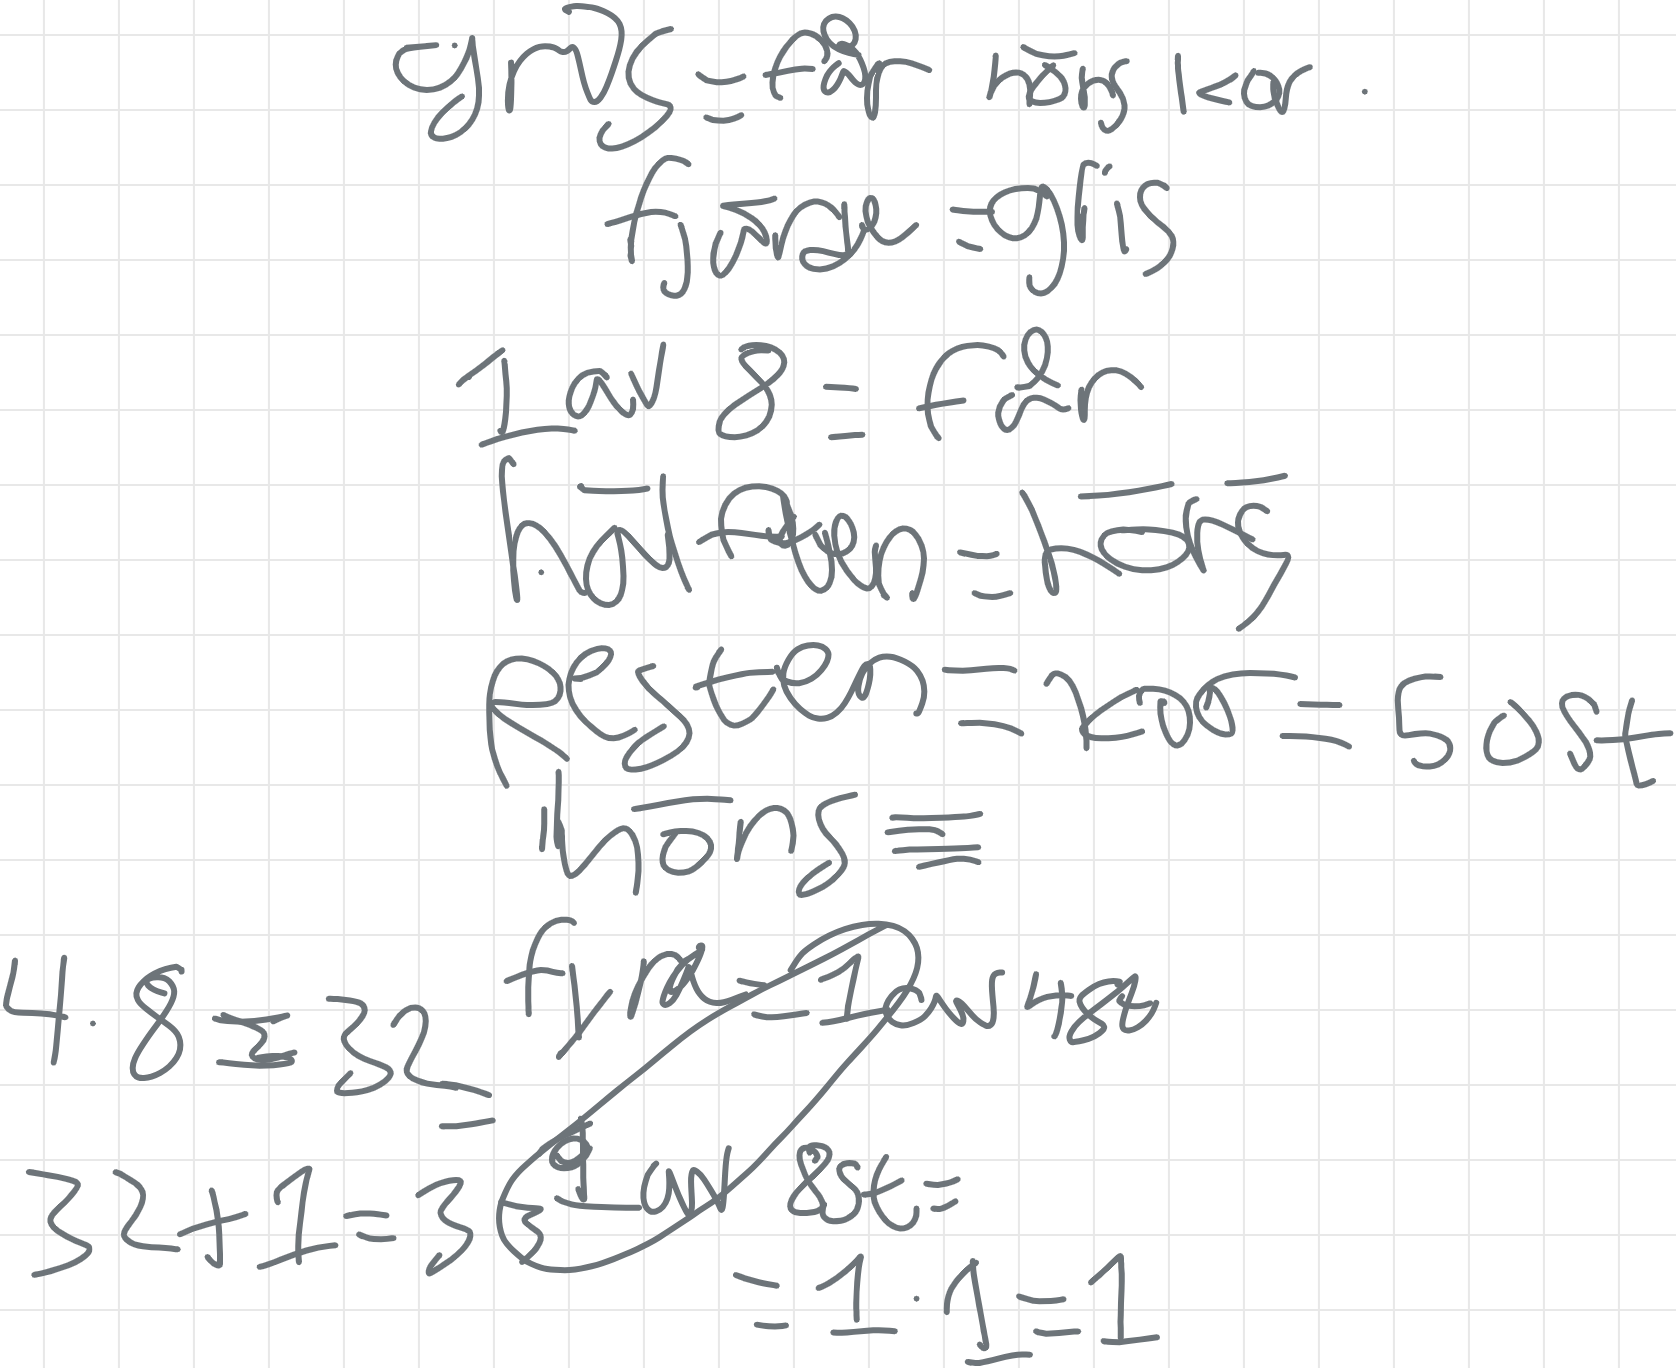 gris = får höns kor.
fjärde = gris
1 av 8 = får
hälften = höns
resten = kor = 50 st
höns =
fyra = 1 av 4 st
4 · 8 = 32 =
1 av 8 st =
32 + 1 = 33
= 1 · 1 = 1